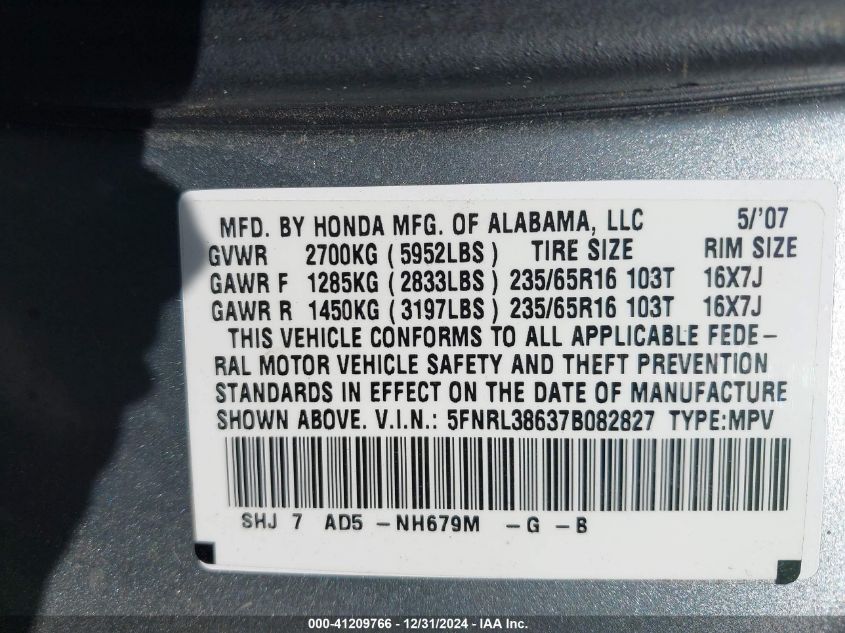 MFD. BY HONDA MFG. OF ALABAMA, LLC 5/'07
GVWR 2700KG (5952LBS) TIRE SIZE RIM SIZE
GAWR F 1285KG (2833LBS) 235/65R16 103T 16X7J
GAWR R 1450KG (3197LBS) 235/65R16 103T 16X7J
THIS VEHICLE CONFORMS TO ALL APPLICABLE FEDE-
RAL MOTOR VEHICLE SAFETY AND THEFT PREVENTION
STANDARDS IN EFFECT ON THE DATE OF MANUFACTURE
SHOWN ABOVE. V.I.N.: 5FNRL38637B082827 TYPE:MPV
SHJ 7 AD5 -NH679M -G -B
000-41209766 - 12/31/2024 - IAA Inc.